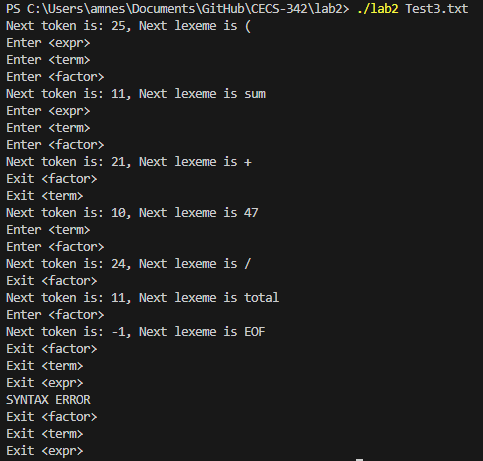 PS C:\Users\amnes\Documents\GitHub\CECS-342\lab2> ./lab2 Test3.txt
Next token is: 25, Next lexeme is (
Enter <expr>
Enter <term>
Enter <factor>
Next token is: 11, Next lexeme is sum
Enter <expr>
Enter <term>
Enter <factor>
Next token is: 21, Next lexeme is +
Exit <factor>
Exit <term>
Next token is: 10, Next lexeme is 47
Enter <term>
Enter <factor>
Next token is: 24, Next lexeme is /
Exit <factor>
Next token is: 11, Next lexeme is total
Enter <factor>
Next token is: -1, Next lexeme is EOF
Exit <factor>
Exit <term>
Exit <expr>
SYNTAX ERROR
Exit <factor>
Exit <term>
Exit <expr>